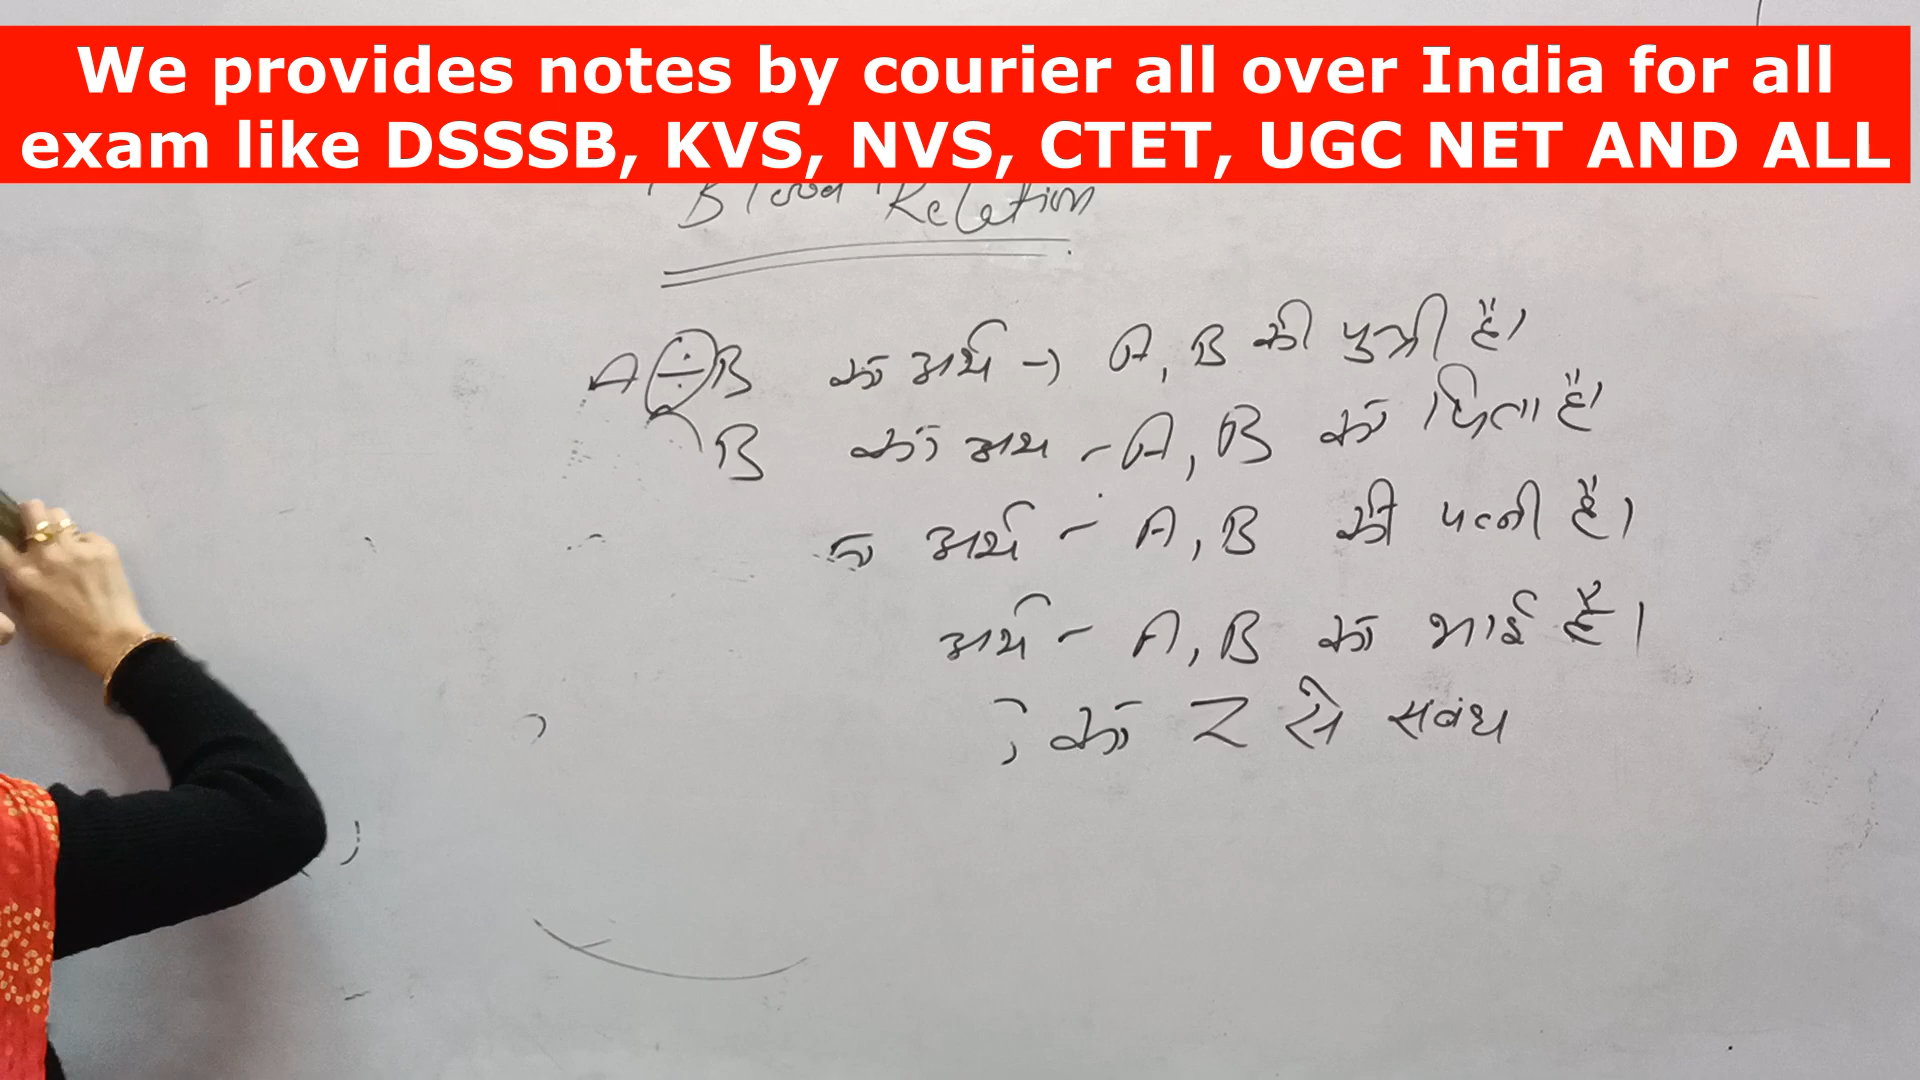 We provides notes by courier all over India for all
exam like DSSSB, KVS, NVS, CTET, UGC NET AND ALL
Blood Relation
A ÷ B का अर्थ → A, B की पुत्री है।
B का अर्थ - A, B का पिता है।
अर्थ - A, B की पत्नी है।
अर्थ - A, B का भाई है।
का Z से संबंध